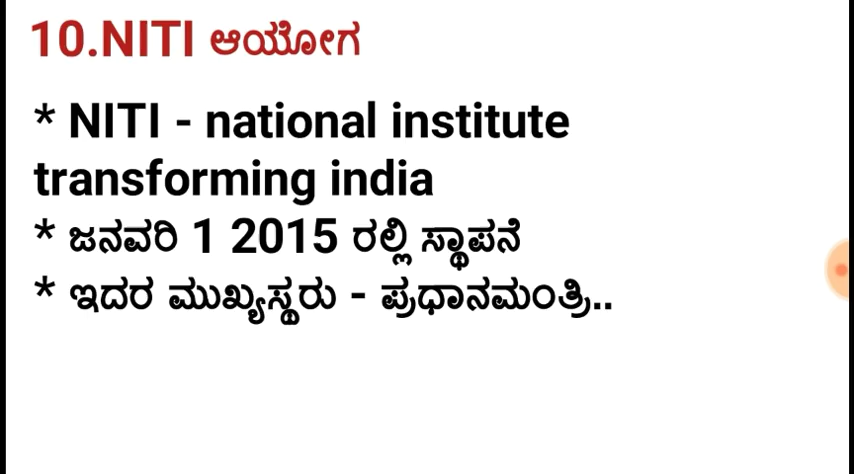 10.NITI ಆಯೋಗ
* NITI - national institute
transforming india
* ಜನವರಿ 1 2015 ರಲ್ಲಿ ಸ್ಥಾಪನೆ
* ಇದರ ಮುಖ್ಯಸ್ಥರು - ಪ್ರಧಾನಮಂತ್ರಿ..